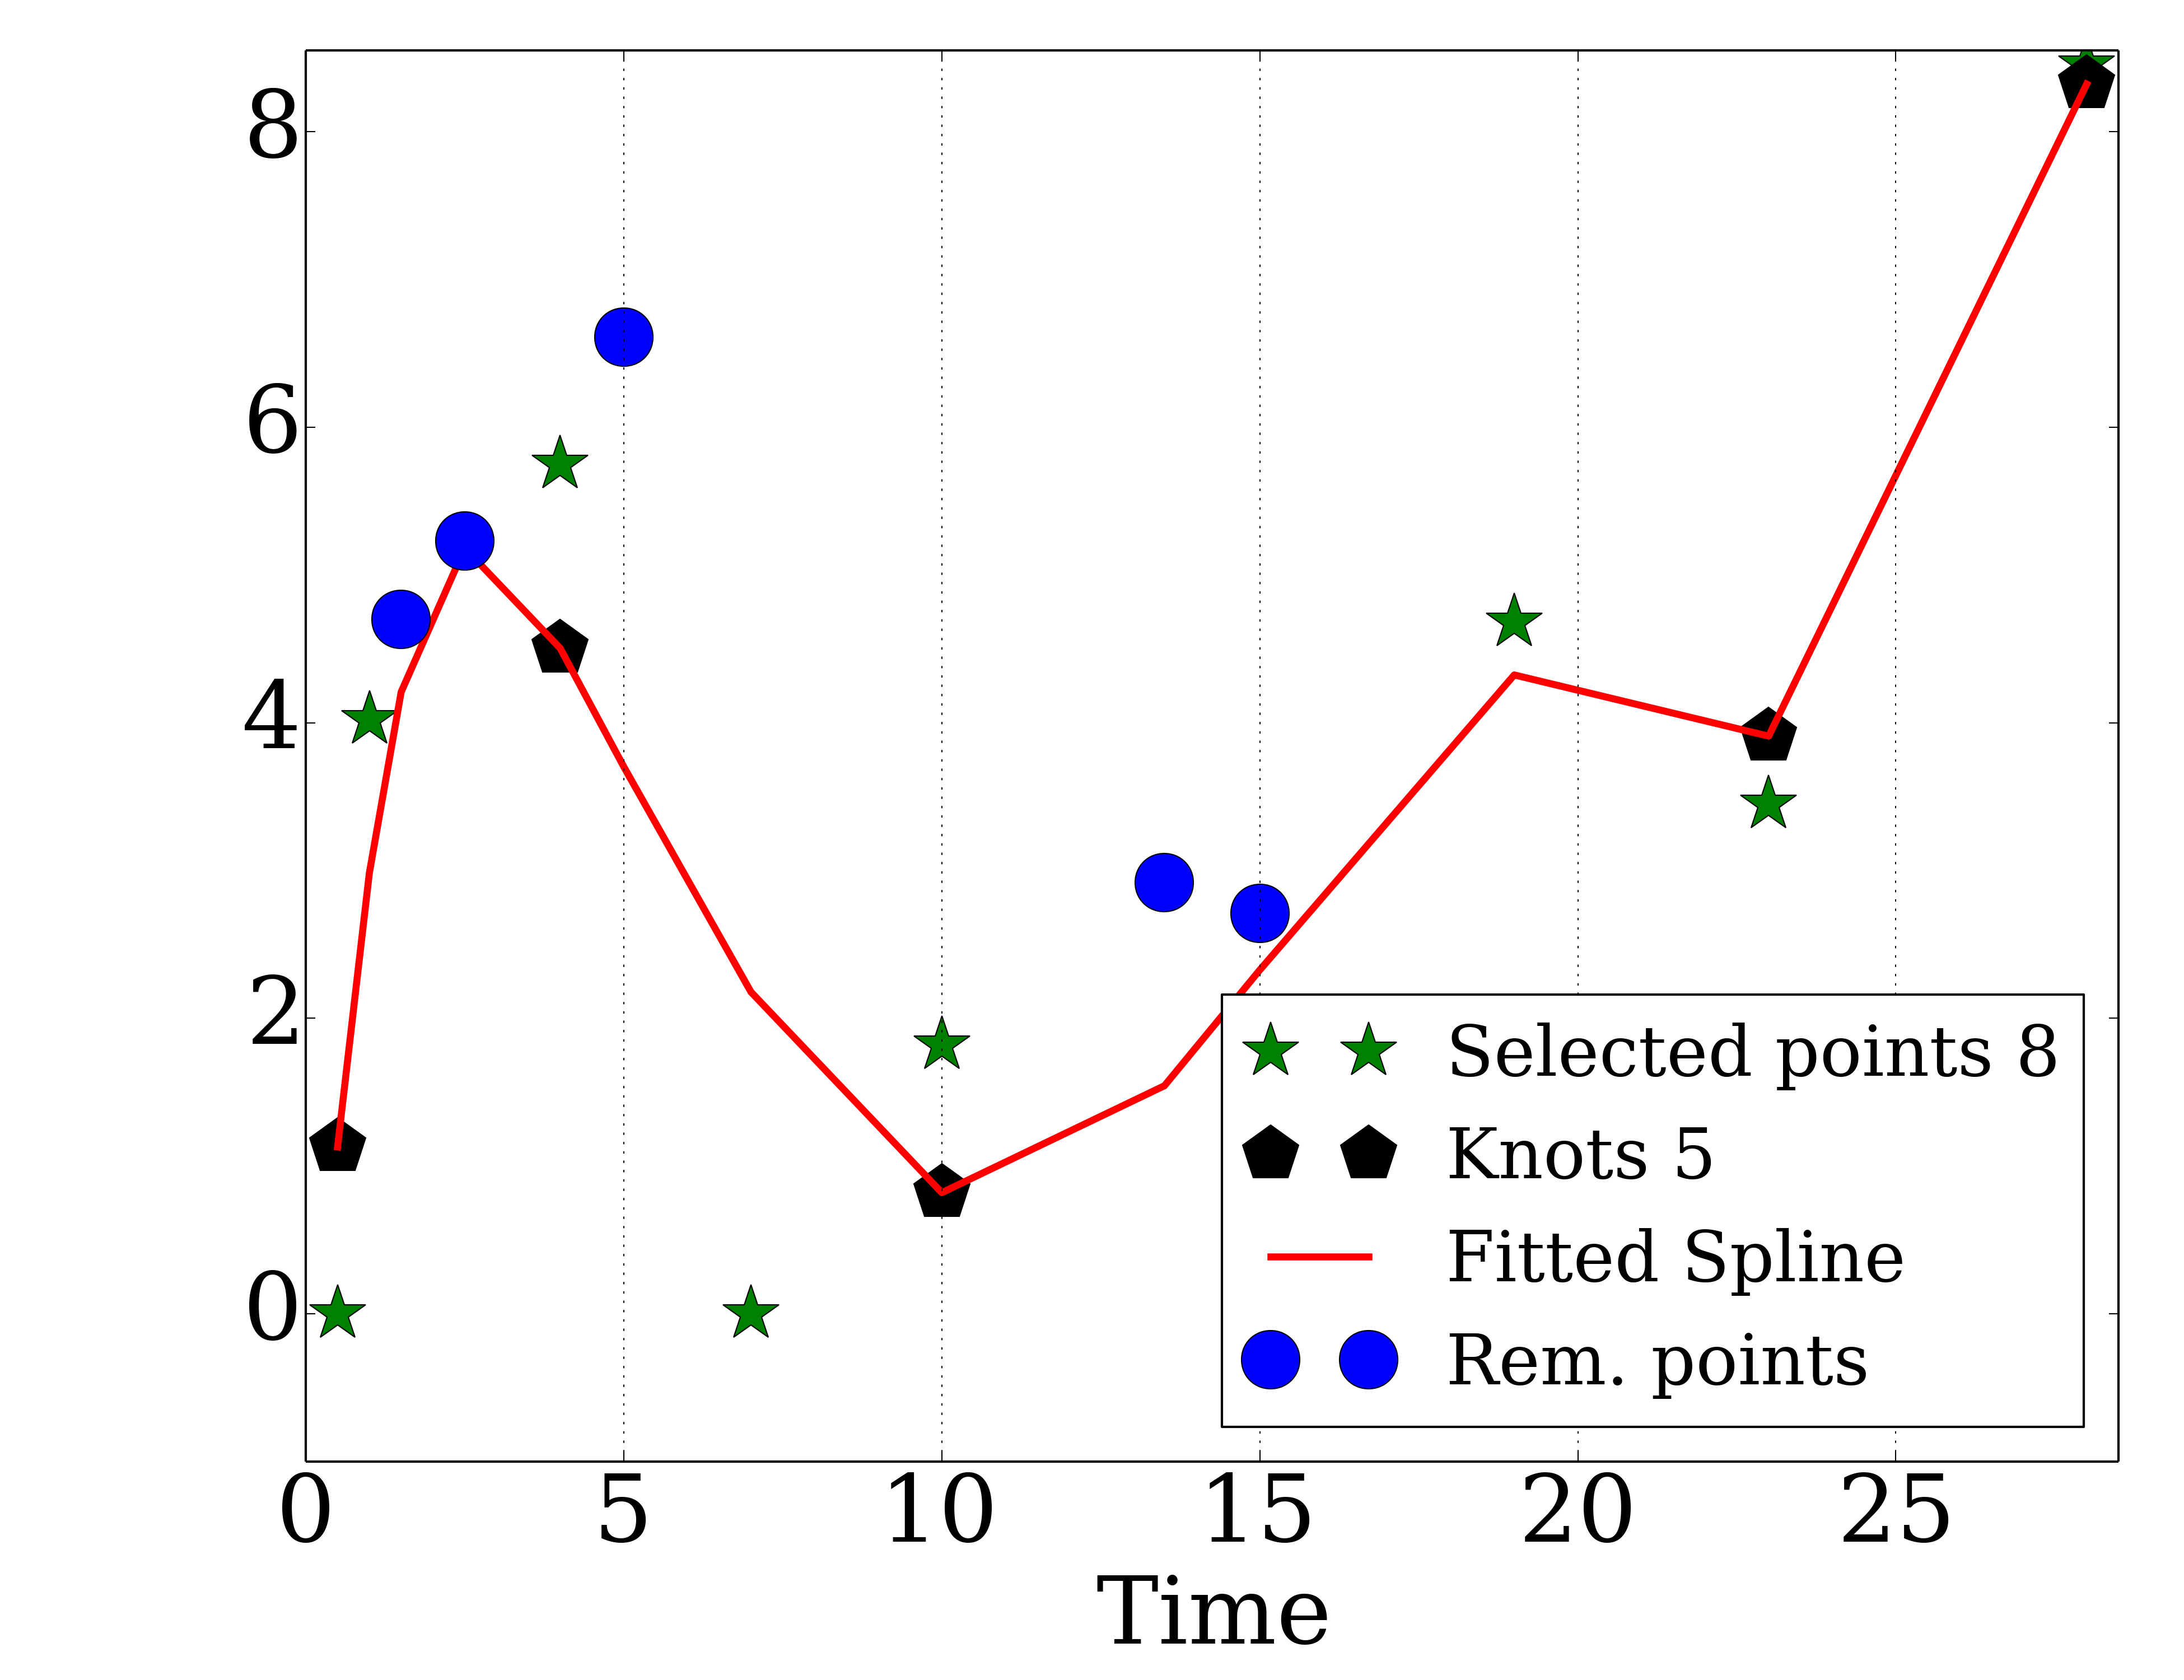 8
6
4
2
0
0 5 10 15 20 25
Time
Selected points 8
Knots 5
Fitted Spline
Rem. points